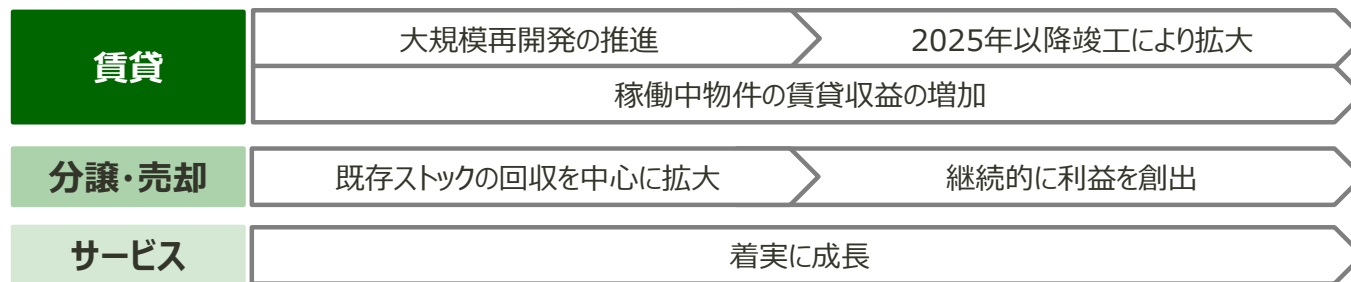 賃貸
大規模再開発の推進
2025年以降竣工により拡大
稼働中物件の賃貸収益の増加
分譲・売却
既存ストックの回収を中心に拡大
継続的に利益を創出
サービス
着実に成長